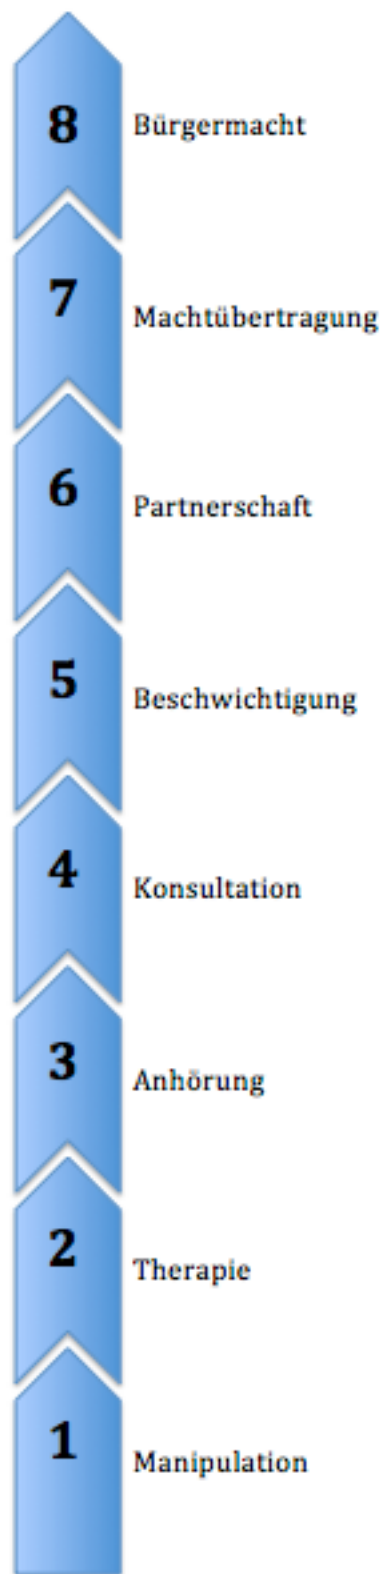 8 Bürgermacht
7 Machtübertragung
6 Partnerschaft
5 Beschwichtigung
4 Konsultation
3 Anhörung
2 Therapie
1 Manipulation